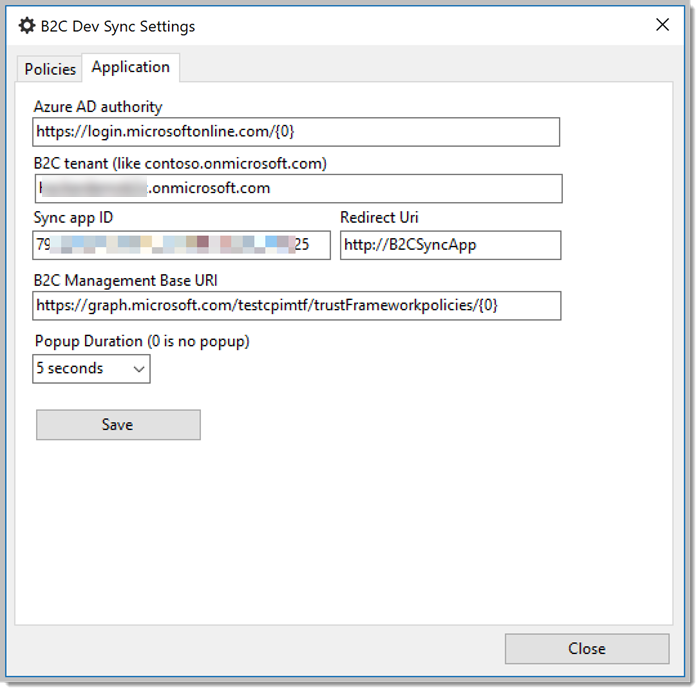 B2C Dev Sync Settings
Policies Application
Azure AD authority
https://login.microsoftonline.com/{0}
B2C tenant (like contoso.onmicrosoft.com)
.onmicrosoft.com
Sync app ID Redirect Uri
79 25 http://B2CSyncApp
B2C Management Base URI
https://graph.microsoft.com/testcpimtf/trustFrameworkpolicies/{0}
Popup Duration (0 is no popup)
5 seconds
Save
Close